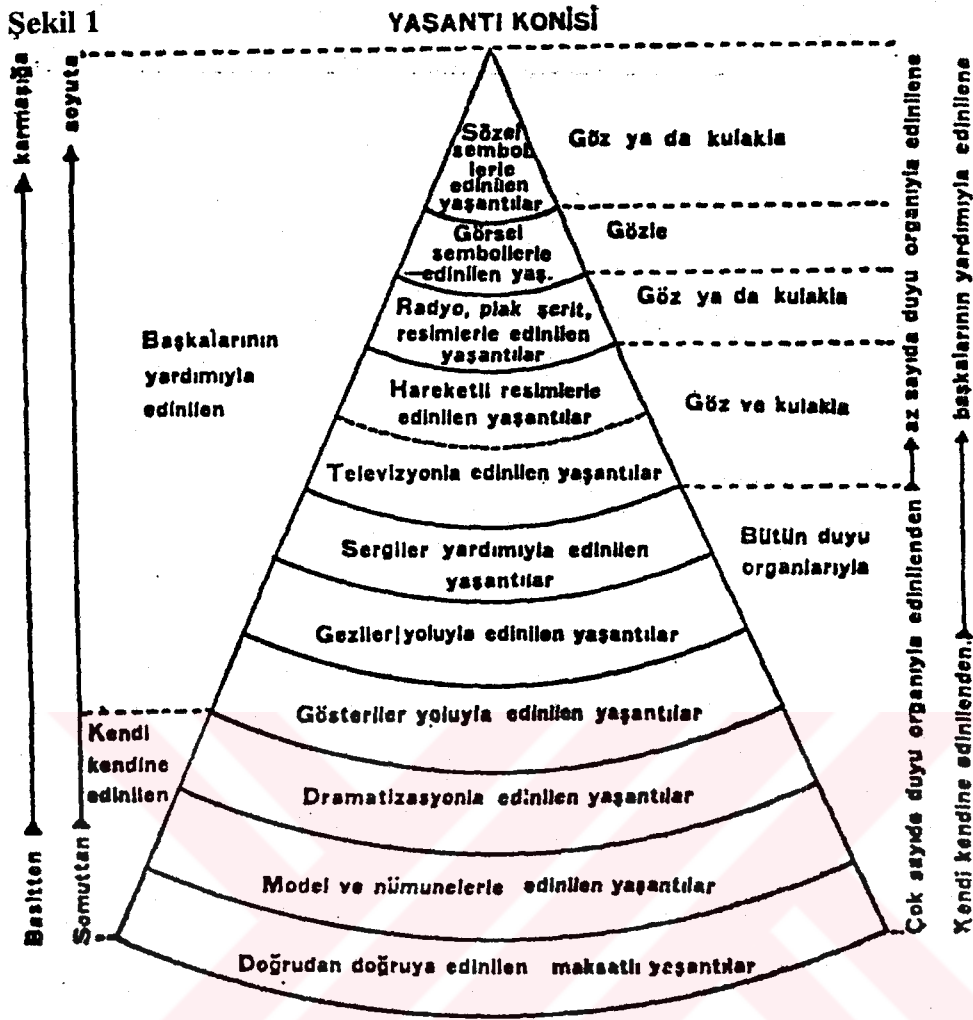 Şekil 1
YAŞANTI KONİSİ
Sözel
sembol
lerle
edinilen
yaşantılar
Göz ya da kulakla
Görsel
sembollerle
edinilen yaş.
Gözle
Radyo, plak şerit,
resimlerle edinilen
yaşantılar
Göz ya da kulakla
Başkalarının
yardımıyla
edinilen
Hareketli resimlerle
edinilen yaşantılar
Göz ve kulakla
Televizyonla edinilen yaşantılar
Sergiler yardımıyla edinilen
yaşantılar
Bütün duyu
organlarıyla
Geziler yoluyla edinilen yaşantılar
Gösteriler yoluyla edinilen yaşantılar
Kendi
kendine
edinilen
Dramatizasyonla edinilen yaşantılar
Model ve nümunelerle edinilen yaşantılar
Doğrudan doğruya edinilen maksatlı yaşantılar
Basitten karmaşığa
Somuttan soyuta
Çok sayıde duyu organıyla edinilenden az sayıda duyu organıyla edinilene
Kendi kendine edinilenden başkalarının yardımıyla edinilene